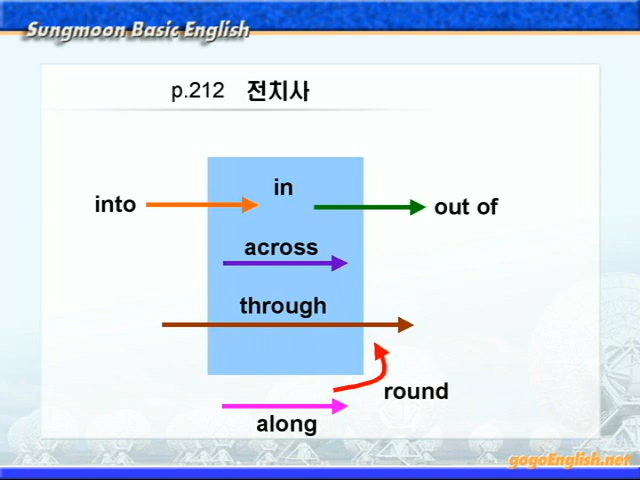 Sungmoon Basic English
p.212 전치사
in
into
out of
across
through
round
along
gogoEnglish.net